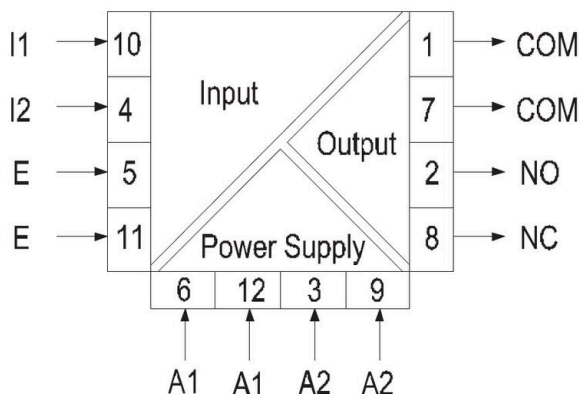 I1 10 1 COM
Input
I2 4 7 COM
Output
E 5 2 NO
E 11 8 NC
Power Supply
6 12 3 9
A1 A1 A2 A2